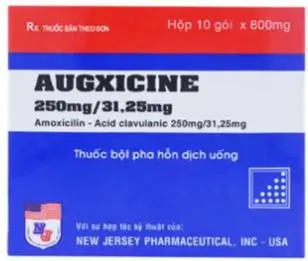 Rx THUỐC BÁN THEO ĐƠN
Hộp 10 gói x 800mg
AUGXICINE
250mg/31,25mg
Amoxicilin - Acid clavulanic 250mg/31,25mg
Thuốc bột pha hỗn dịch uống
Với sự hợp tác kỹ thuật của:
NEW JERSEY PHARMACEUTICAL, INC - USA
NJ